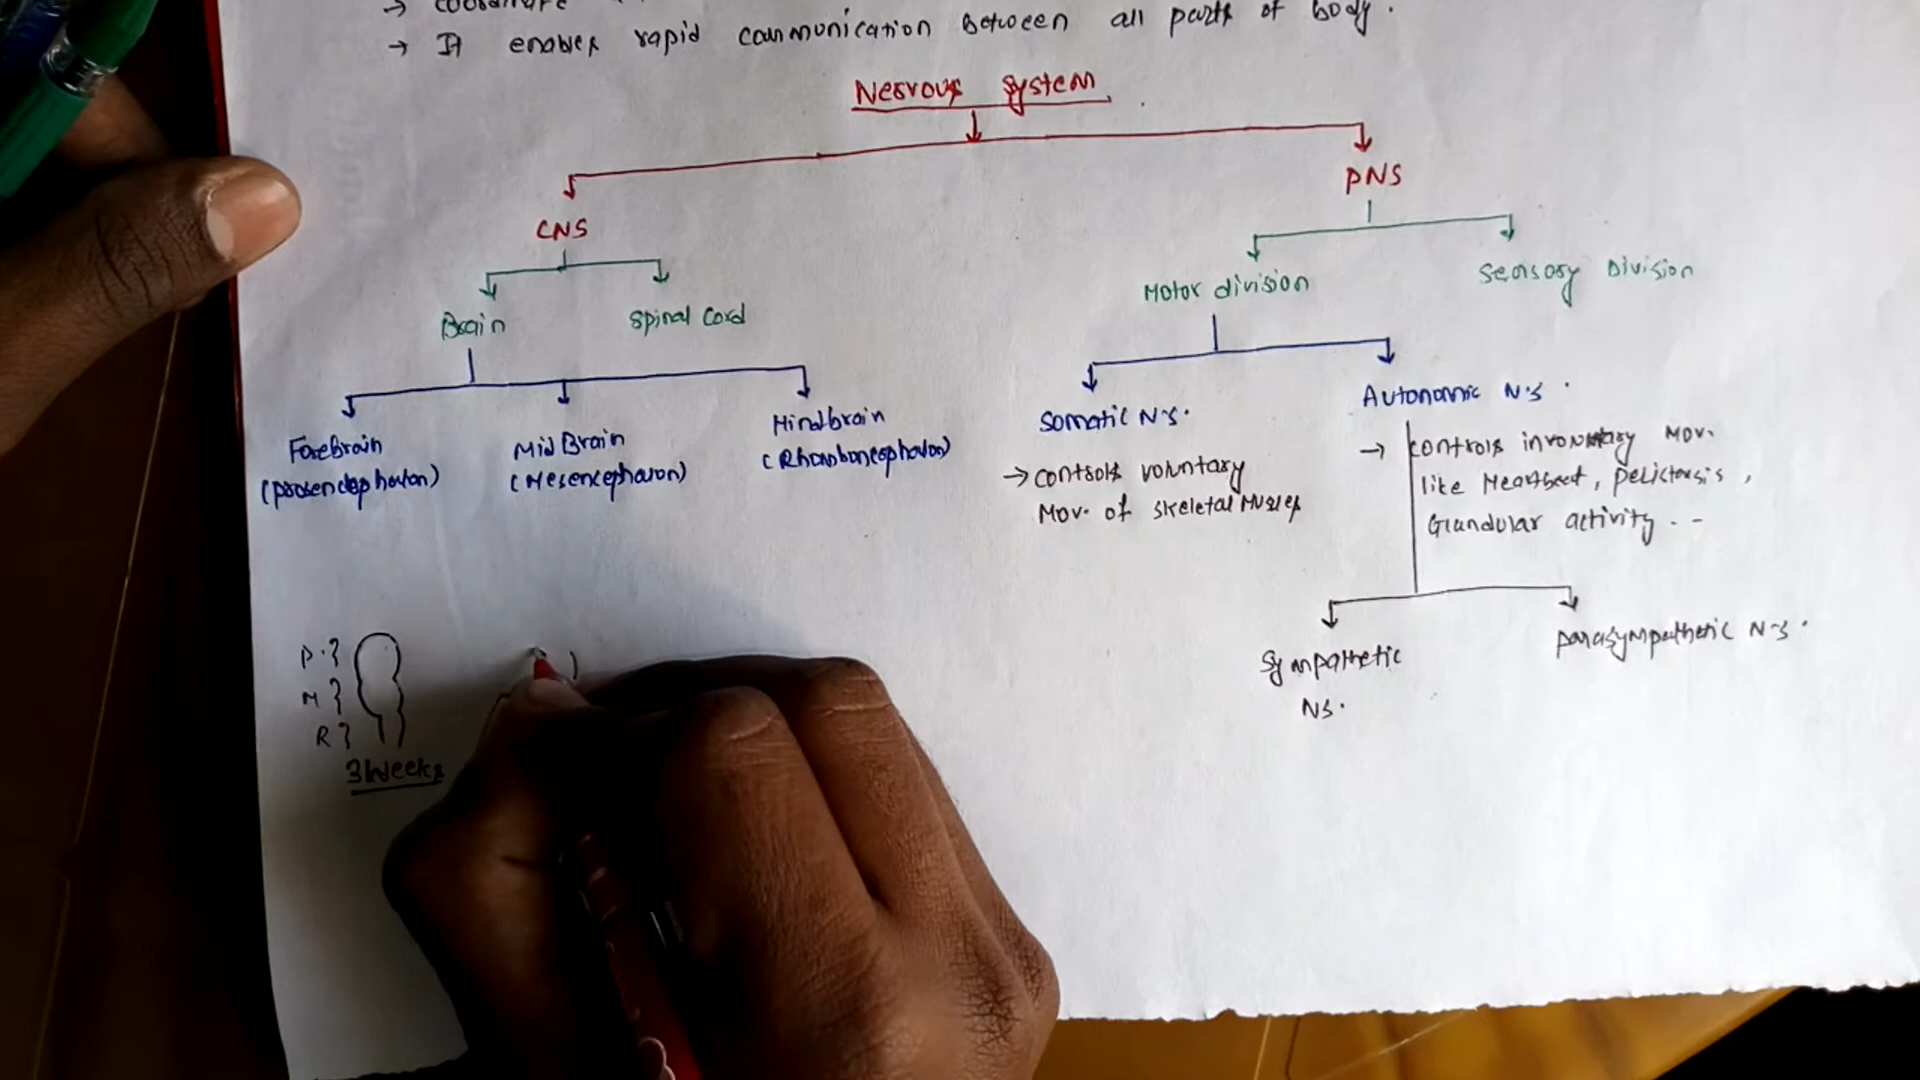 → coordinate
→ It enables rapid communication between all parts of body.
Nervous system
CNS
PNS
Brain
Spinal cord
Motor division
Sensory Division
ForeBrain
(prosencephalon)
Mid Brain
(Mesencephalon)
Hindbrain
(Rhombencephalon)
Somatic N.S.
→ controls voluntary
Mov. of skeletal Muscles
Autonomic N.S.
→ controls involuntary Mov.
like Heartbeat, pelistersis,
Glandular activity . . -
Sympathetic
NS.
parasympathetic N.S.
P. }
M }
R }
3 Weeks